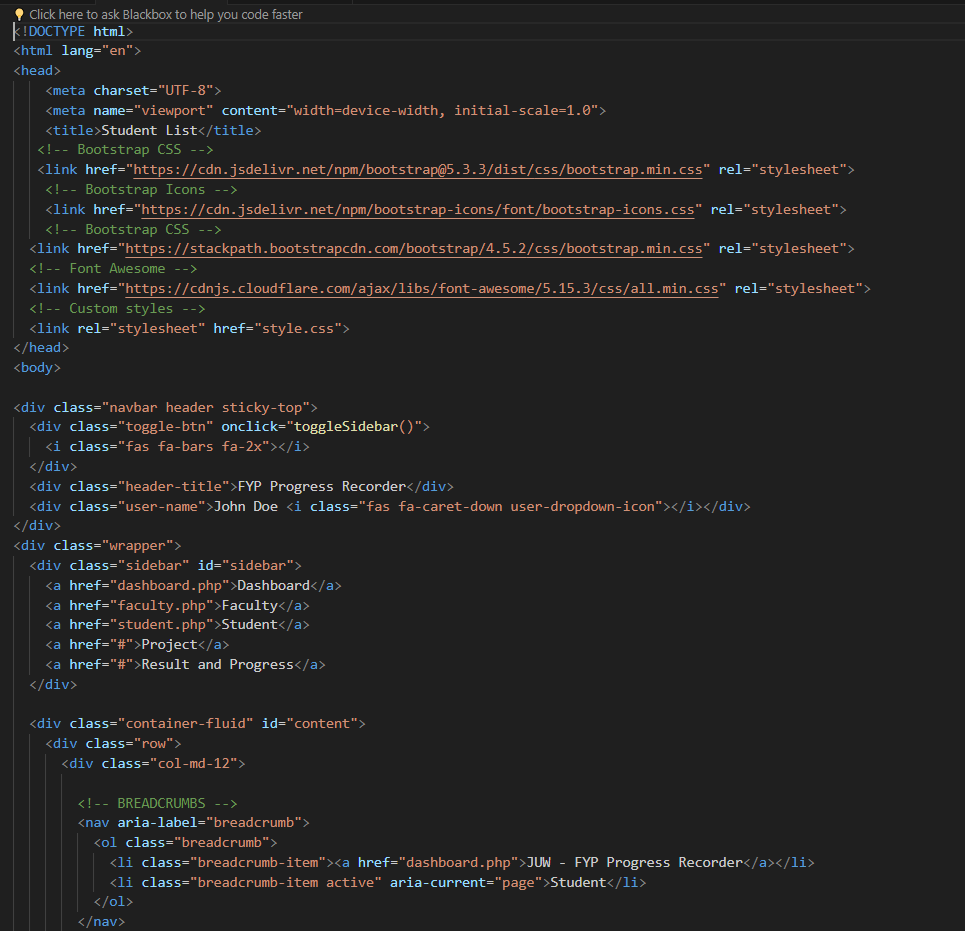 Click here to ask Blackbox to help you code faster
<!DOCTYPE html>
<html lang="en">
<head>
    <meta charset="UTF-8">
    <meta name="viewport" content="width=device-width, initial-scale=1.0">
    <title>Student List</title>
   <!-- Bootstrap CSS -->
   <link href="https://cdn.jsdelivr.net/npm/bootstrap@5.3.3/dist/css/bootstrap.min.css" rel="stylesheet">
    <!-- Bootstrap Icons -->
    <link href="https://cdn.jsdelivr.net/npm/bootstrap-icons/font/bootstrap-icons.css" rel="stylesheet">
    <!-- Bootstrap CSS -->
  <link href="https://stackpath.bootstrapcdn.com/bootstrap/4.5.2/css/bootstrap.min.css" rel="stylesheet">
  <!-- Font Awesome -->
  <link href="https://cdnjs.cloudflare.com/ajax/libs/font-awesome/5.15.3/css/all.min.css" rel="stylesheet">
  <!-- Custom styles -->
  <link rel="stylesheet" href="style.css">
</head>
<body>

<div class="navbar header sticky-top">
  <div class="toggle-btn" onclick="toggleSidebar()">
    <i class="fas fa-bars fa-2x"></i>
  </div>
  <div class="header-title">FYP Progress Recorder</div>
  <div class="user-name">John Doe <i class="fas fa-caret-down user-dropdown-icon"></i></div>
</div>
<div class="wrapper">
  <div class="sidebar" id="sidebar">
    <a href="dashboard.php">Dashboard</a>
    <a href="faculty.php">Faculty</a>
    <a href="student.php">Student</a>
    <a href="#">Project</a>
    <a href="#">Result and Progress</a>
  </div>

  <div class="container-fluid" id="content">
    <div class="row">
      <div class="col-md-12">

        <!-- BREADCRUMBS -->
        <nav aria-label="breadcrumb">
          <ol class="breadcrumb">
            <li class="breadcrumb-item"><a href="dashboard.php">JUW - FYP Progress Recorder</a></li>
            <li class="breadcrumb-item active" aria-current="page">Student</li>
          </ol>
        </nav>